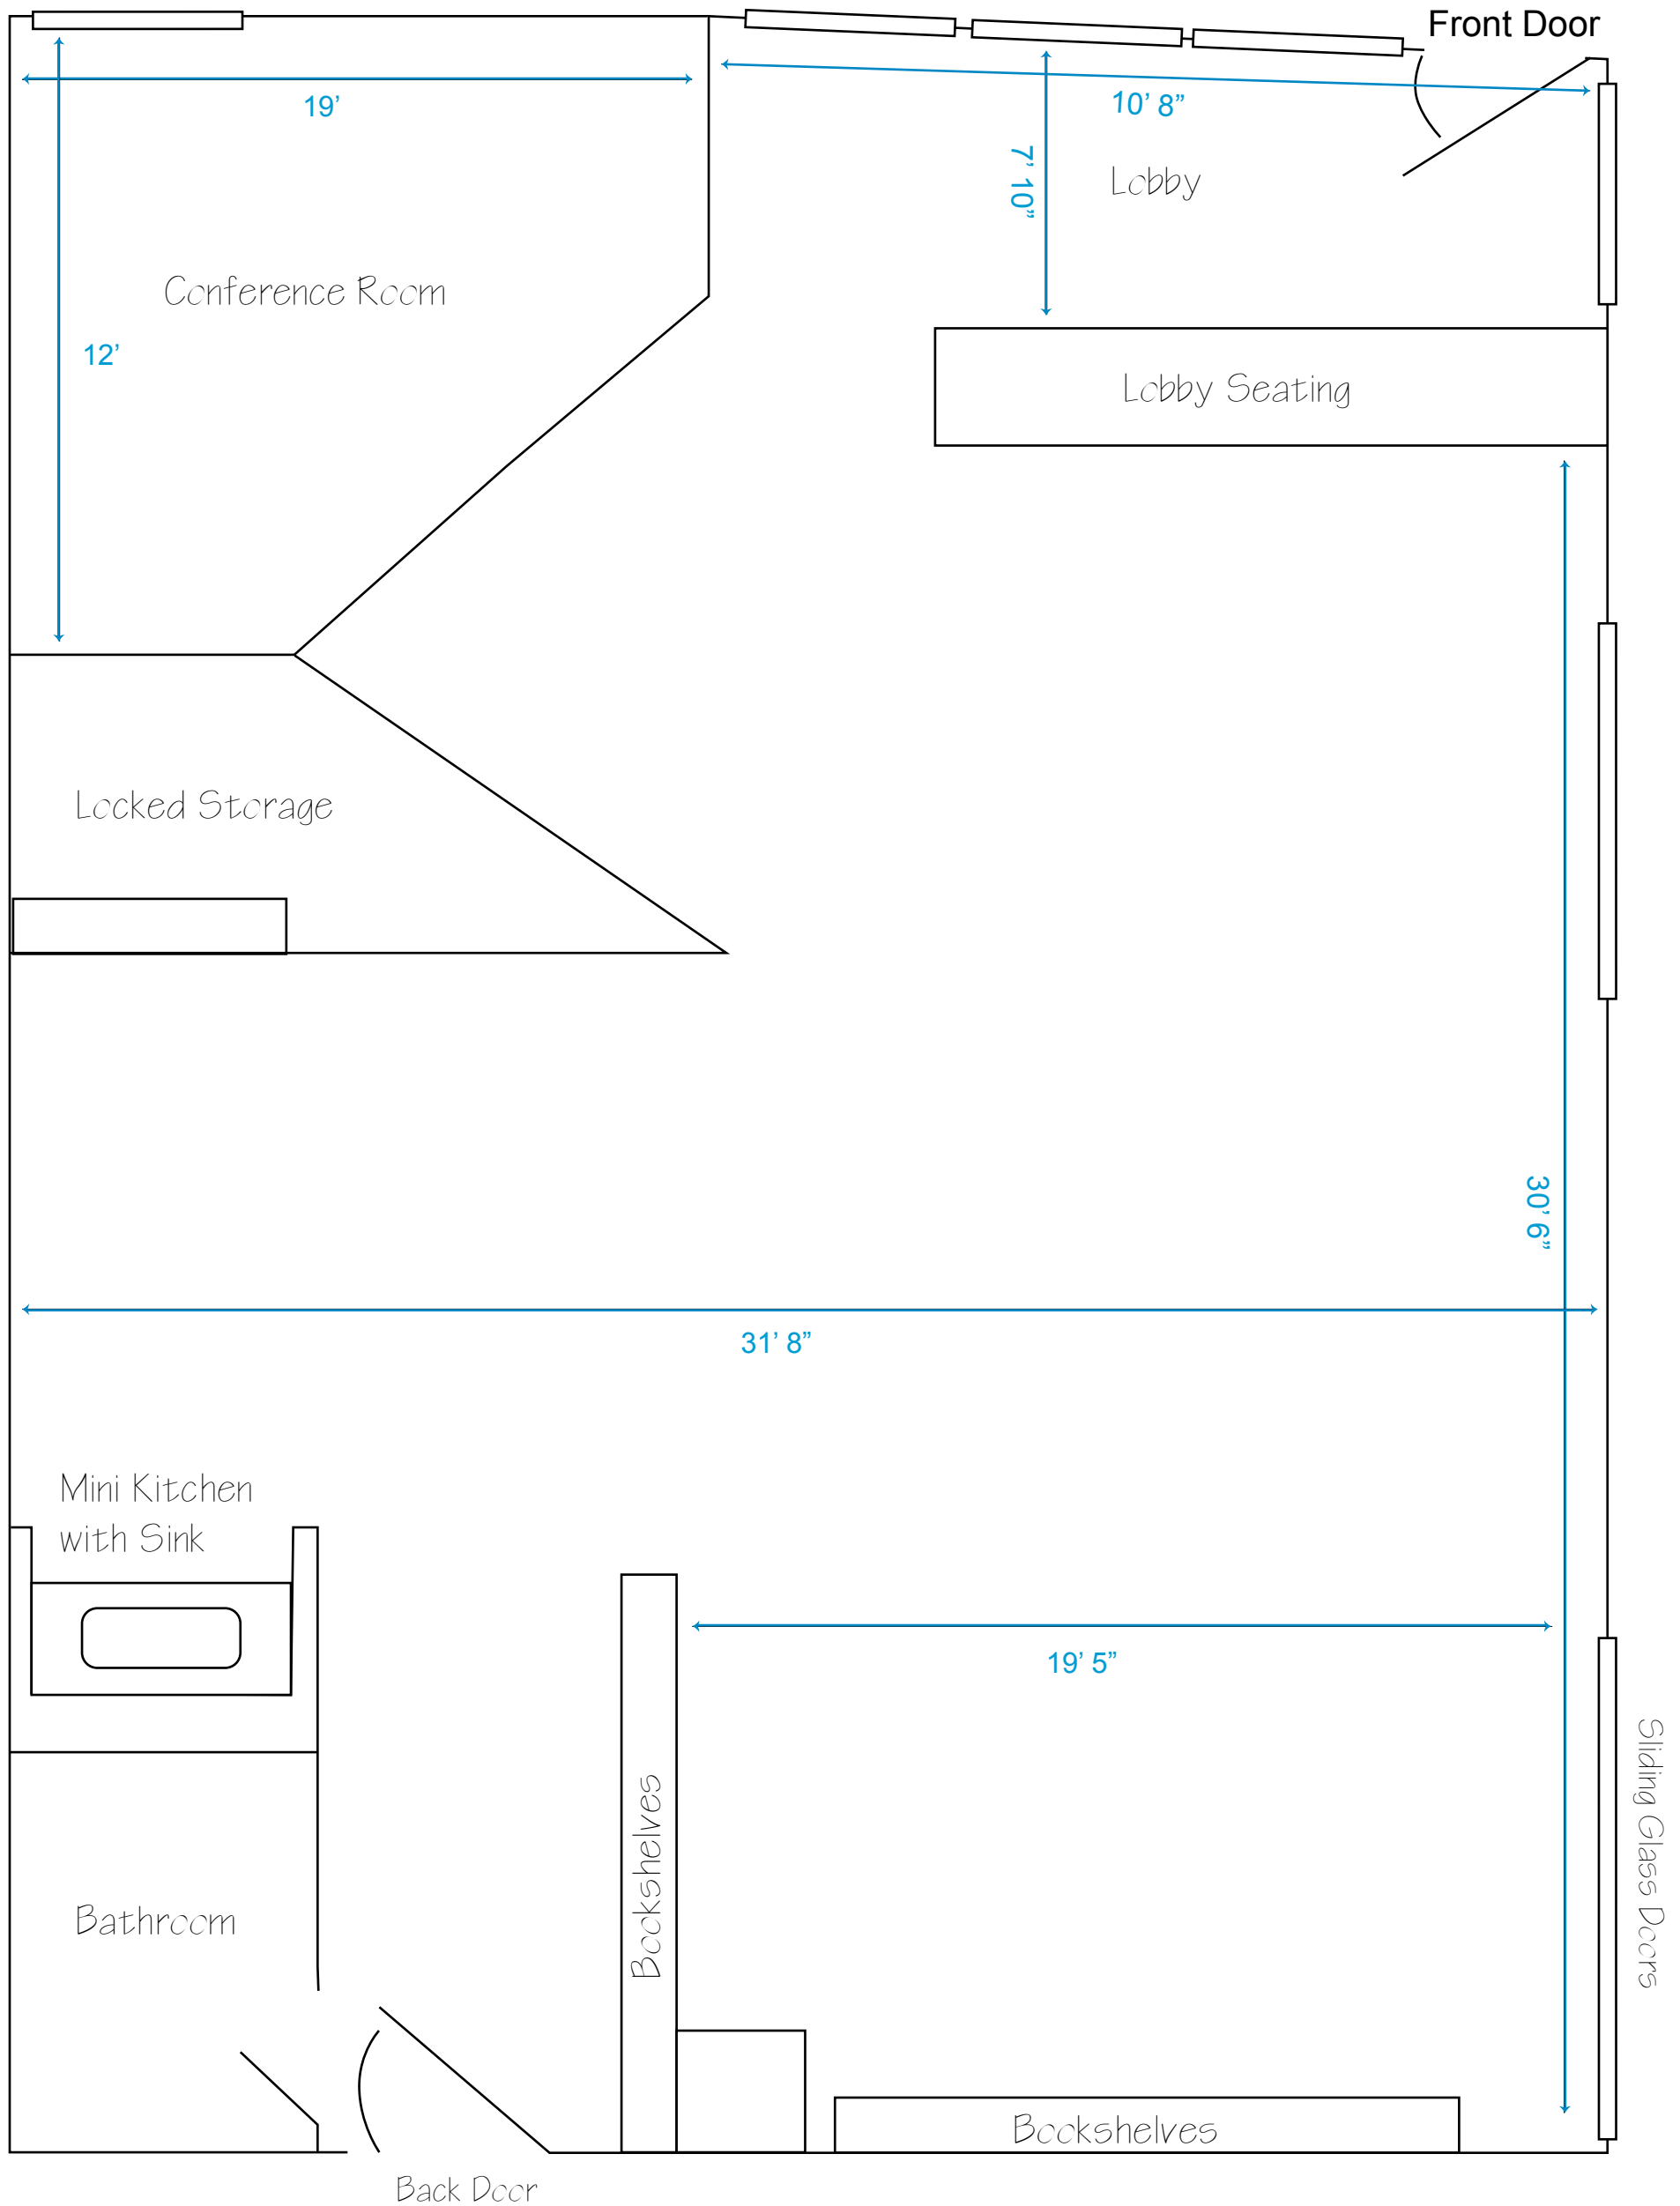 Front Door
19’
10’ 8”
7’ 10”
Lobby
Conference Room
12’
Lobby Seating
Locked Storage
30’ 6”
31’ 8”
Mini Kitchen
with Sink
19’ 5”
Sliding Glass Doors
Bookshelves
Bathroom
Bookshelves
Back Door